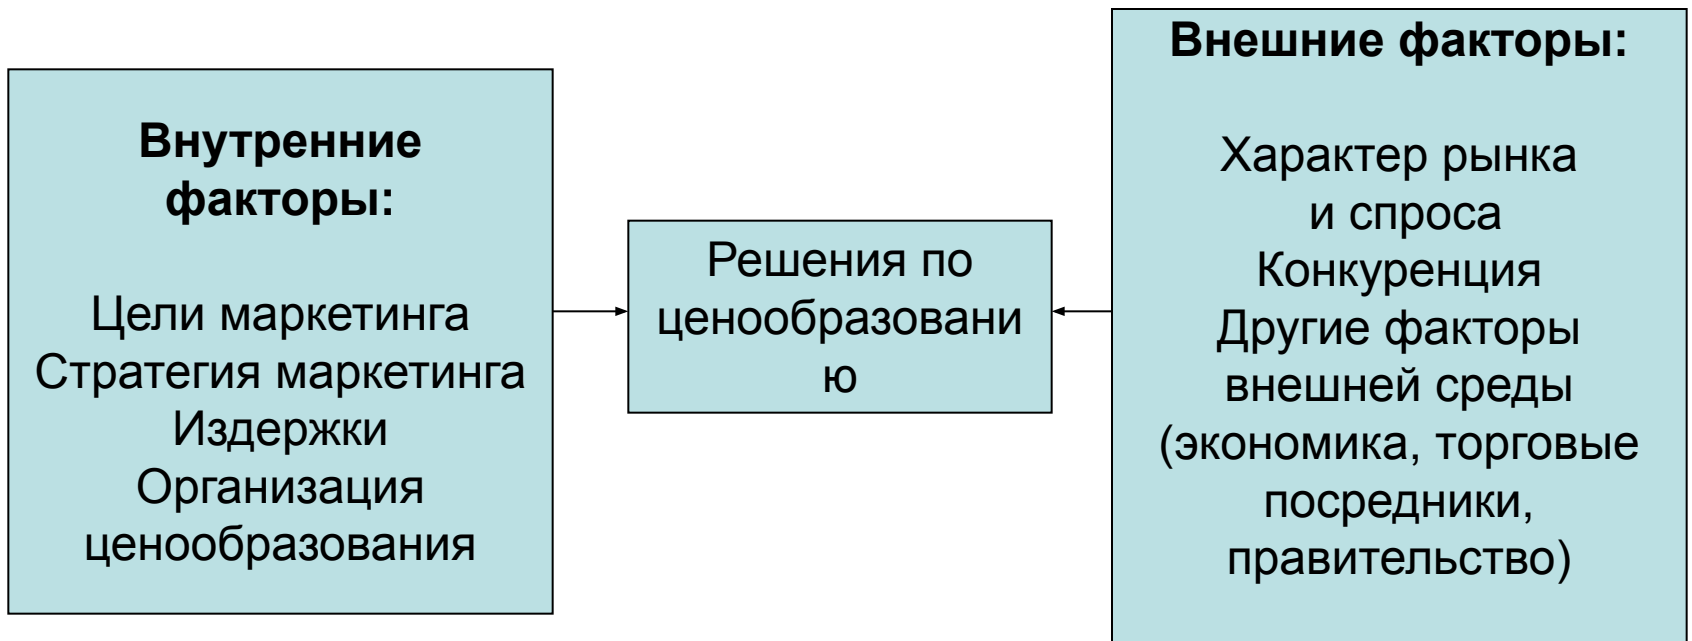 Внутренние
факторы:
Цели маркетинга
Стратегия маркетинга
Издержки
Организация
ценообразования
Решения по
ценообразовани
ю
Внешние факторы:
Характер рынка
и спроса
Конкуренция
Другие факторы
внешней среды
(экономика, торговые
посредники,
правительство)